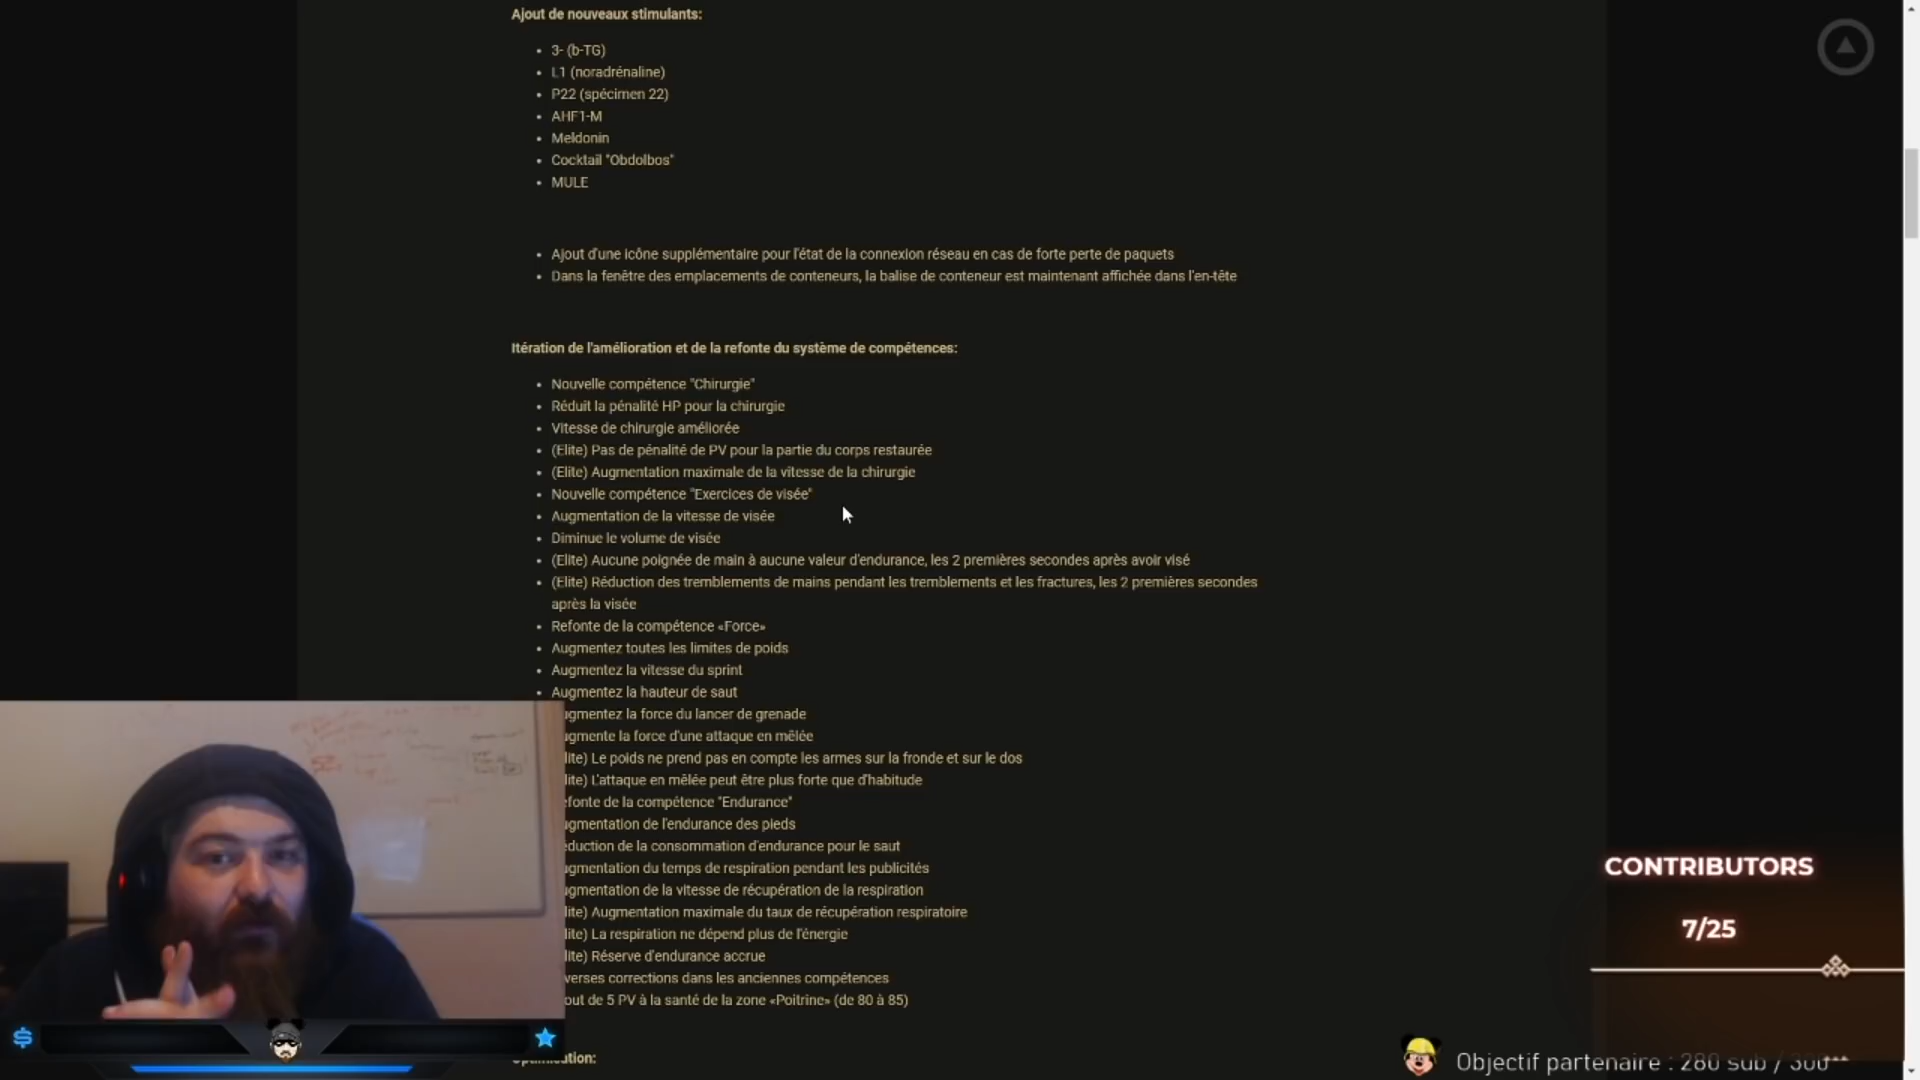 Ajout de nouveaux stimulants:
3- (b-TG)
L1 (noradrénaline)
P22 (spécimen 22)
AHF1-M
Meldonin
Cocktail "Obdolbos"
MULE
Ajout d'une icône supplémentaire pour l'état de la connexion réseau en cas de forte perte de paquets
Dans la fenêtre des emplacements de conteneurs, la balise de conteneur est maintenant affichée dans l'en-tête
Itération de l'amélioration et de la refonte du système de compétences:
Nouvelle compétence "Chirurgie"
Réduit la pénalité HP pour la chirurgie
Vitesse de chirurgie améliorée
(Elite) Pas de pénalité de PV pour la partie du corps restaurée
(Elite) Augmentation maximale de la vitesse de la chirurgie
Nouvelle compétence "Exercices de visée"
Augmentation de la vitesse de visée
Diminue le volume de visée
(Elite) Aucune poignée de main à aucune valeur d'endurance, les 2 premières secondes après avoir visé
(Elite) Réduction des tremblements de mains pendant les tremblements et les fractures, les 2 premières secondes
après la visée
Refonte de la compétence «Force»
Augmentez toutes les limites de poids
Augmentez la vitesse du sprint
Augmentez la hauteur de saut
ugmentez la force du lancer de grenade
ugmente la force d'une attaque en mêlée
lite) Le poids ne prend pas en compte les armes sur la fronde et sur le dos
lite) L'attaque en mêlée peut être plus forte que d'habitude
efonte de la compétence "Endurance"
ugmentation de l'endurance des pieds
éduction de la consommation d'endurance pour le saut
ugmentation du temps de respiration pendant les publicités
ugmentation de la vitesse de récupération de la respiration
lite) Augmentation maximale du taux de récupération respiratoire
lite) La respiration ne dépend plus de l'énergie
lite) Réserve d'endurance accrue
verses corrections dans les anciennes compétences
out de 5 PV à la santé de la zone «Poitrine» (de 80 à 85)
Optimisation:
CONTRIBUTORS
7/25
Objectif partenaire : 280 sub / 300